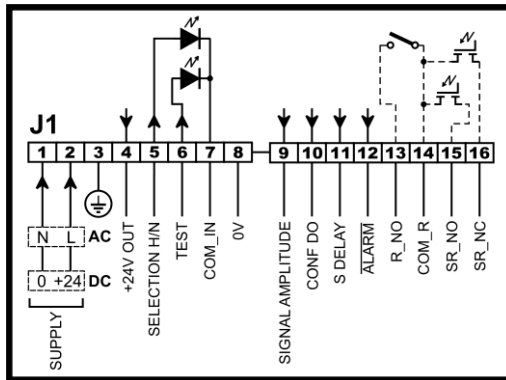 J1
1 2 3 4 5 6 7 8 9 10 11 12 13 14 15 16
N L AC
0 +24 DC
SUPPLY
+24V OUT
SELECTION H/N
TEST
COM_IN
0V
SIGNAL AMPLITUDE
CONF DO
S DELAY
ALARM
R_NO
COM_R
SR_NO
SR_NC